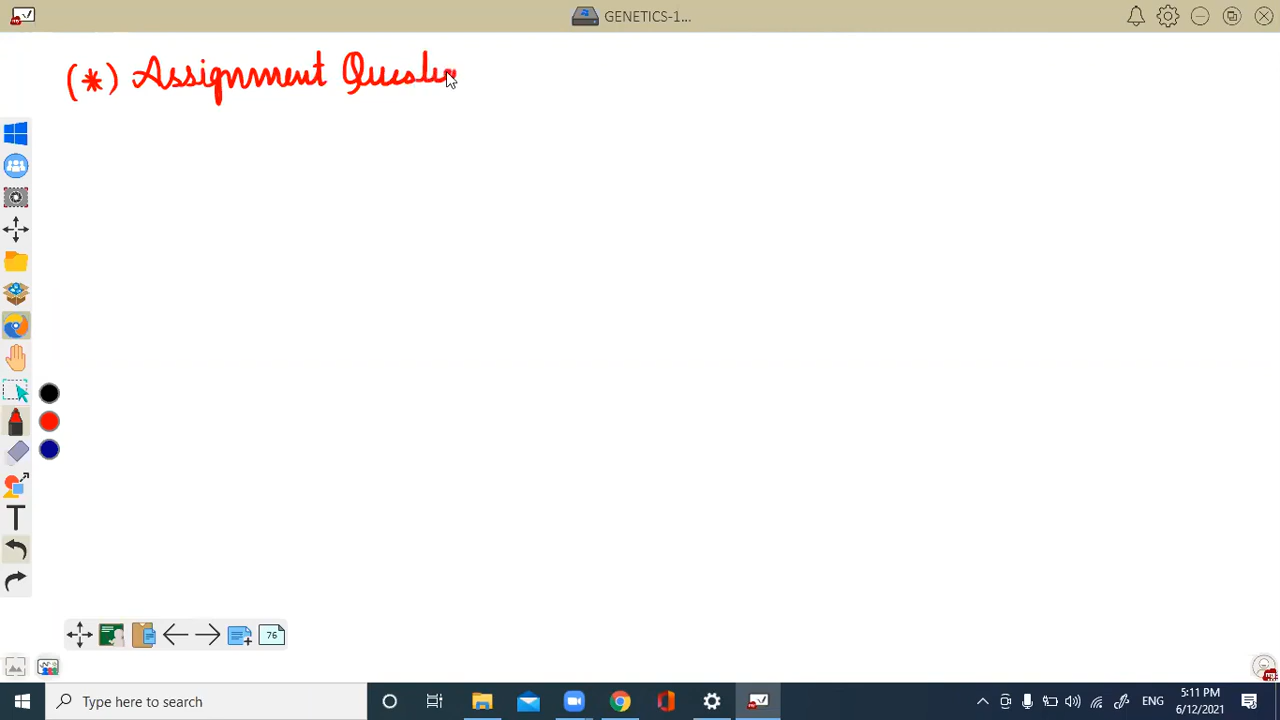 GENETICS-1...
(*) Assignment Questio
76
Type here to search
ENG
5:11 PM
6/12/2021